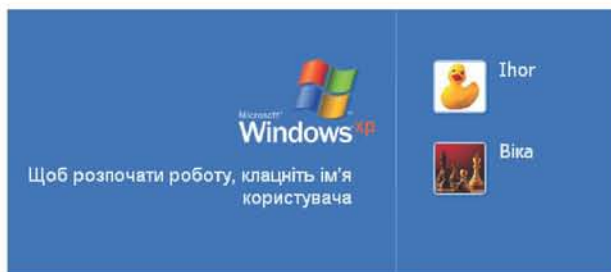 Microsoft®
Windows xp
Щоб розпочати роботу, клацніть ім'я
користувача
Ihor
Віка